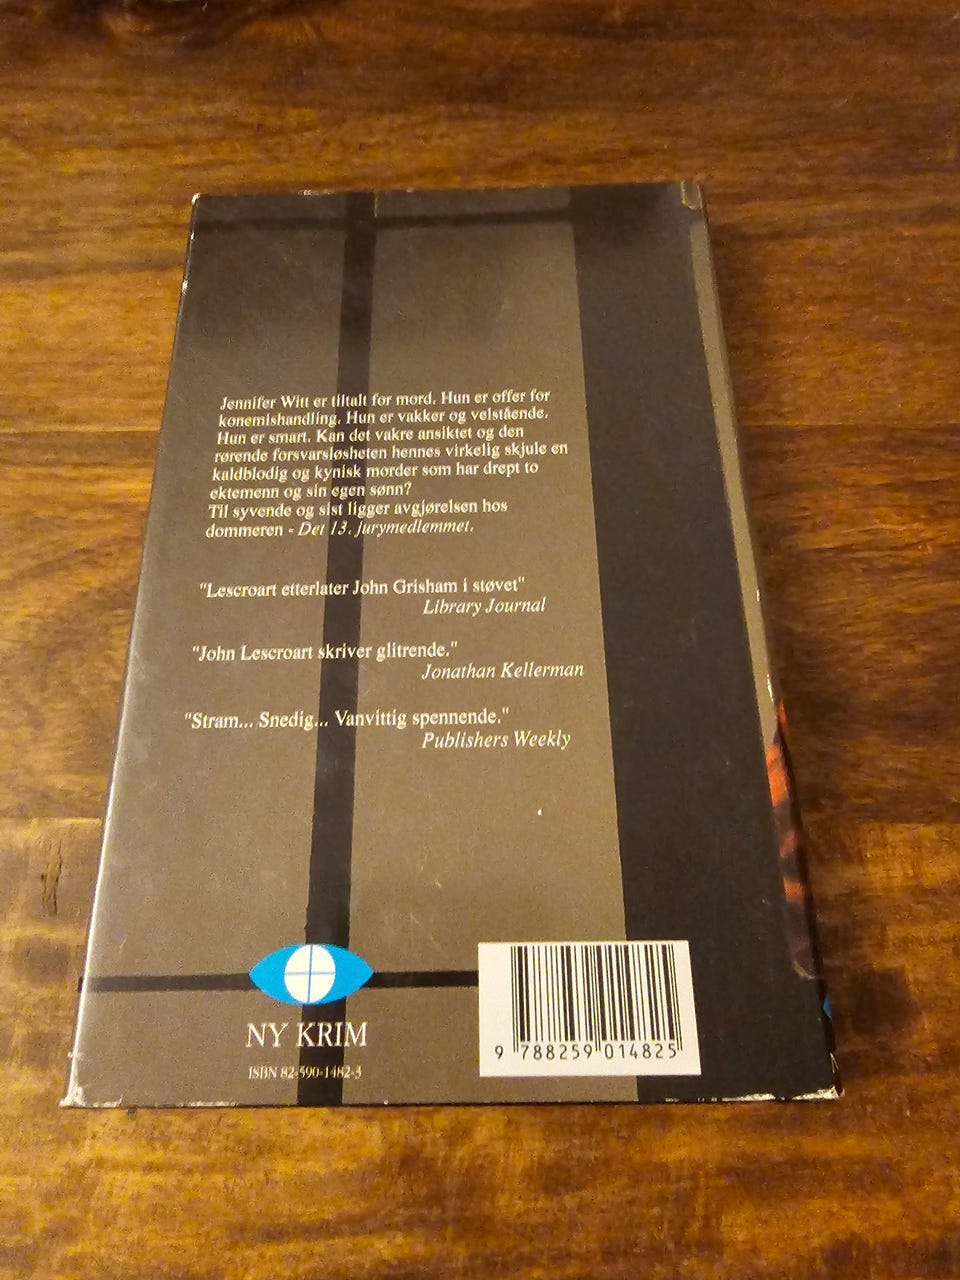 Jennifer Witt er tiltalt for mord. Hun er offer for
konemishandling. Hun er vakker og velstående.
Hun er smart. Kan det vakre ansiktet og den
rørende forsvarsløsheten hennes virkelig skjule en
kaldblodig og kynisk morder som har drept to
ektemenn og sin egen sønn?
Til syvende og sist ligger avgjørelsen hos
dommeren - Det 13. jurymedlemmet.
"Lescroart etterlater John Grisham i støvet"
Library Journal
"John Lescroart skriver glitrende."
Jonathan Kellerman
"Stram... Snedig... Vanvittig spennende."
Publishers Weekly
NY KRIM
ISBN 82-590-1482-3
9 788259 014825